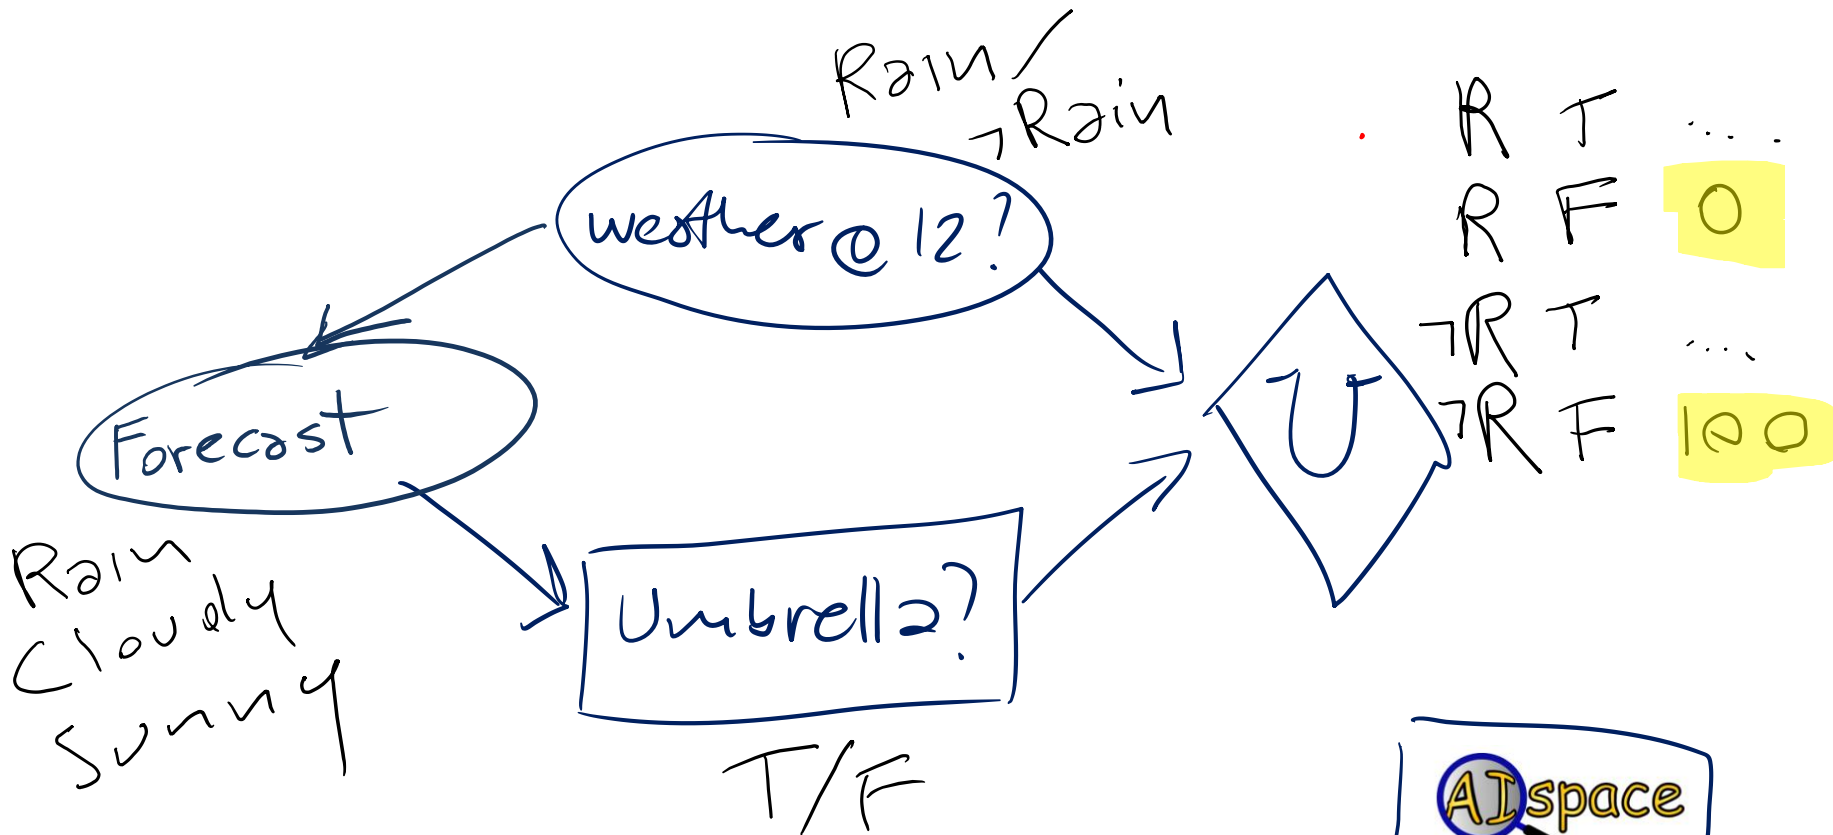 Rain/
¬Rain
weather @ 12?
R T ....
R F 0
¬R T ....
¬R F 100
U
Forecast
Rain
Cloudy
Sunny
Umbrella?
T/F
AIspace